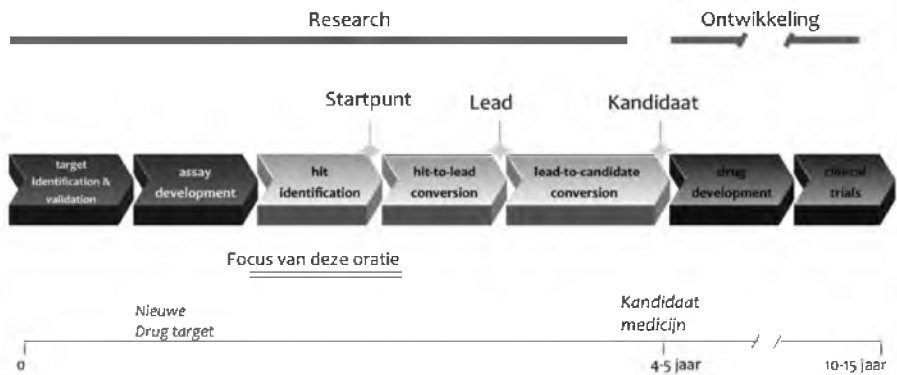 Research
Ontwikkeling
Startpunt
Lead
Kandidaat
target
identification &
validation
assay
development
hit
identification
hit-to-lead
conversion
lead-to-candidate
conversion
drug
development
clinical
trials
Focus van deze oratie
Nieuwe
Drug target
Kandidaat
medicijn
0
4-5 jaar
10-15 jaar